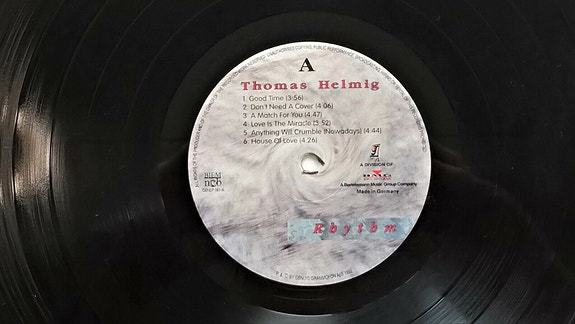 A
Thomas Helmig
1. Good Time (3:56)
2. Don't Need A Cover (4.06)
3. A Match For You (4.47)
4. Love Is The Miracle (3:52)
5. Anything Will Crumble (Nowadays) (4:44)
6: House Of Love (4:26)
BIEM
n©b
A DIVISION OF
BMG
A Bertelsmann Music Group Company
Made in Germany
Rhythm